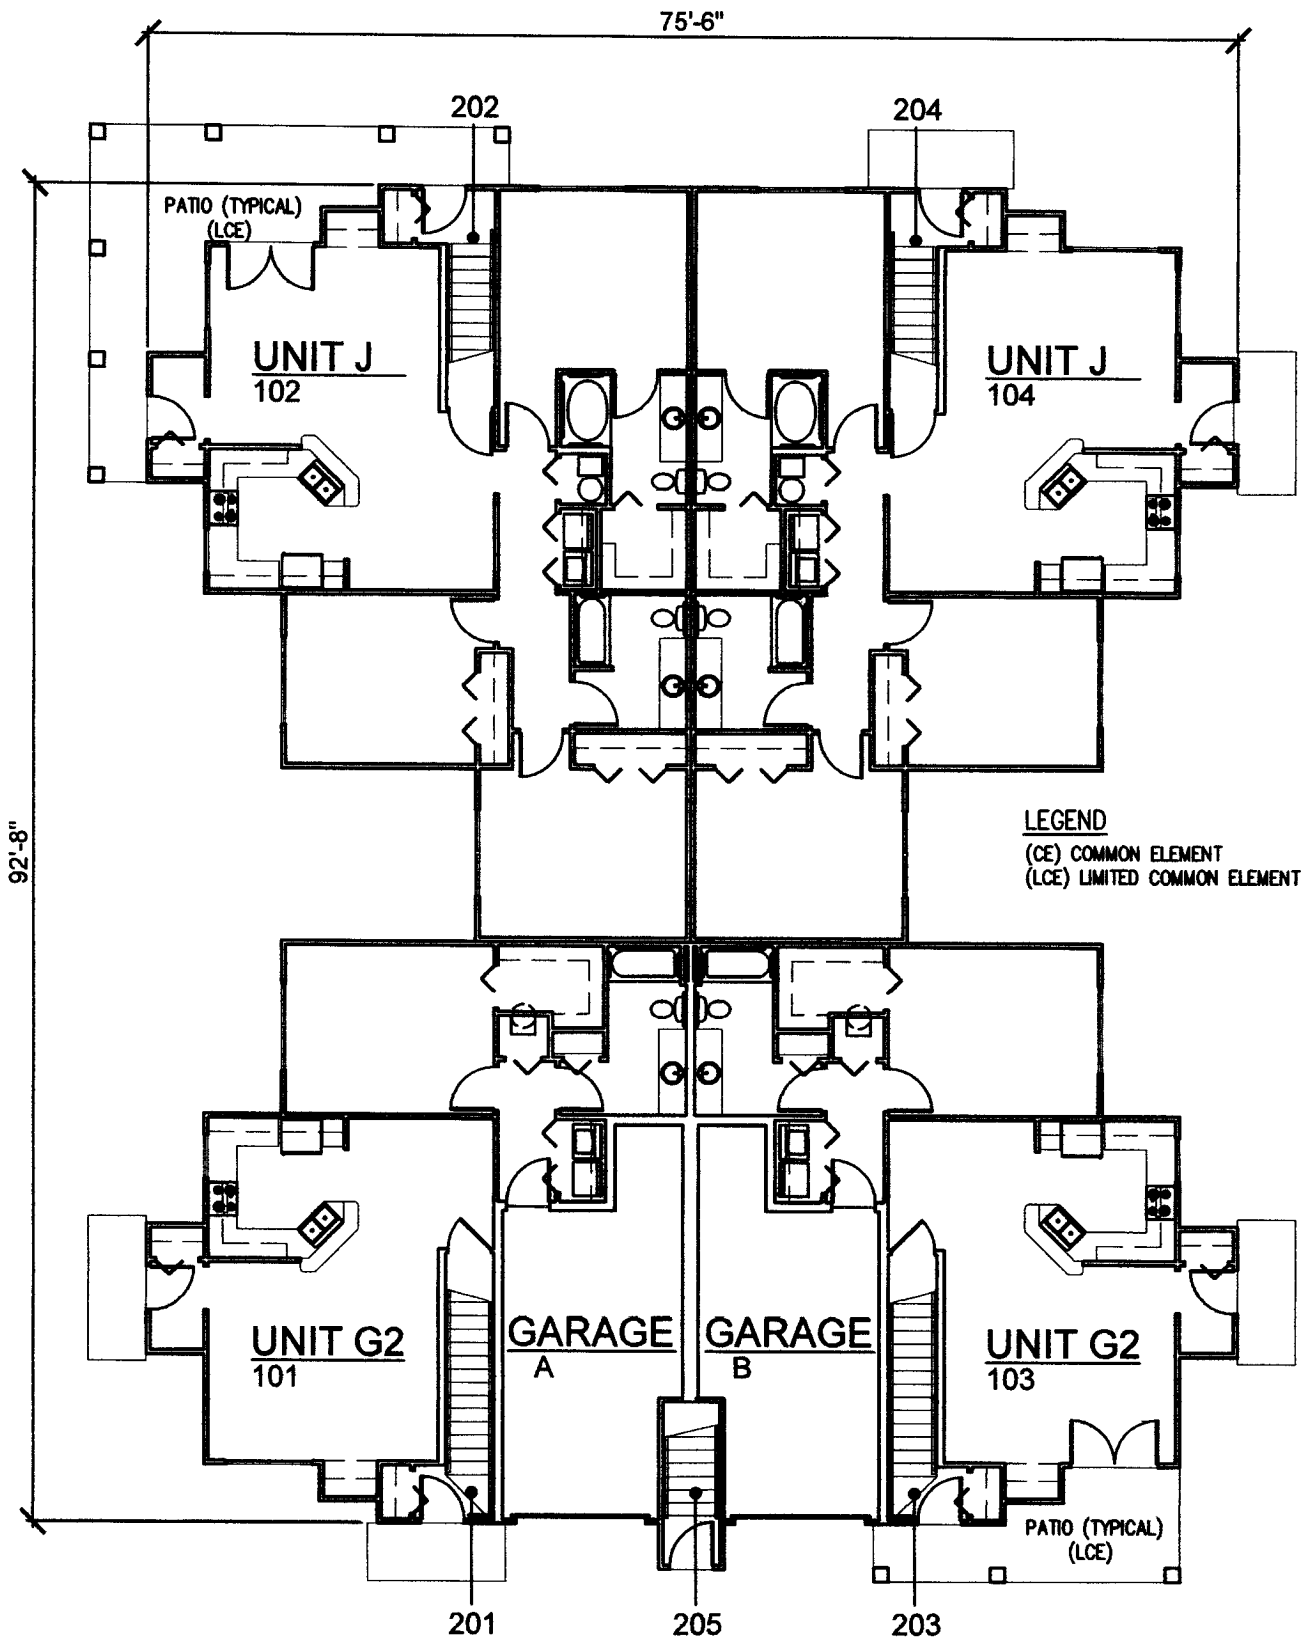 75'-6"
202
204
PATIO (TYPICAL)
(LCE)
UNIT J
102
UNIT J
104
92'-8"
LEGEND
(CE) COMMON ELEMENT
(LCE) LIMITED COMMON ELEMENT
UNIT G2
101
GARAGE
A
GARAGE
B
UNIT G2
103
PATIO (TYPICAL)
(LCE)
201
205
203